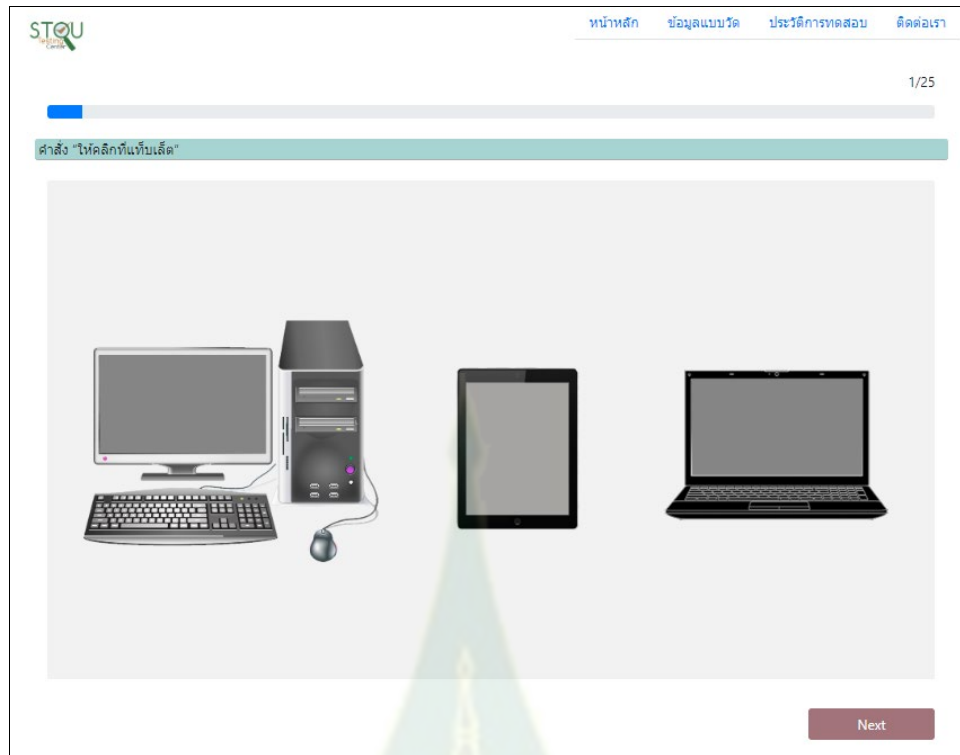 STOU
Testing
Center
หน้าหลัก ข้อมูลแบบวัด ประวัติการทดสอบ ติดต่อเรา
1/25
คำสั่ง "ให้คลิกที่แท็บเล็ต"
Next